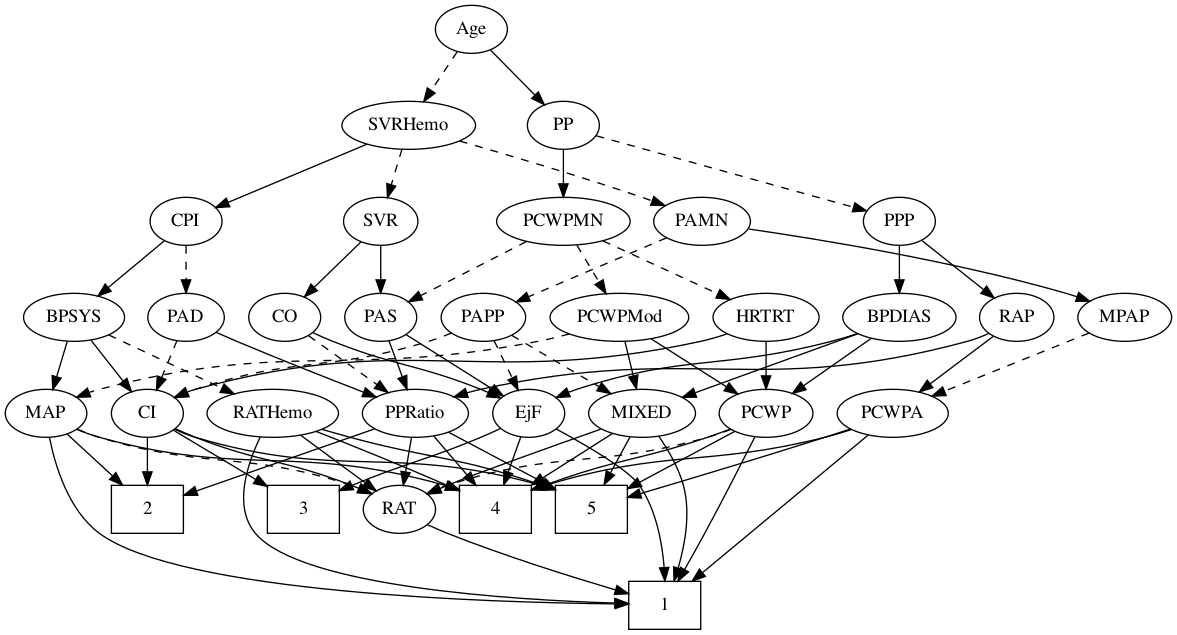 Age
SVRHemo
PP
CPI
SVR
PCWPMN
PAMN
PPP
BPSYS
PAD
CO
PAS
PAPP
PCWPMod
HRTRT
BPDIAS
RAP
MPAP
MAP
CI
RATHemo
PPRatio
EjF
MIXED
PCWP
PCWPA
2
3
RAT
4
5
1